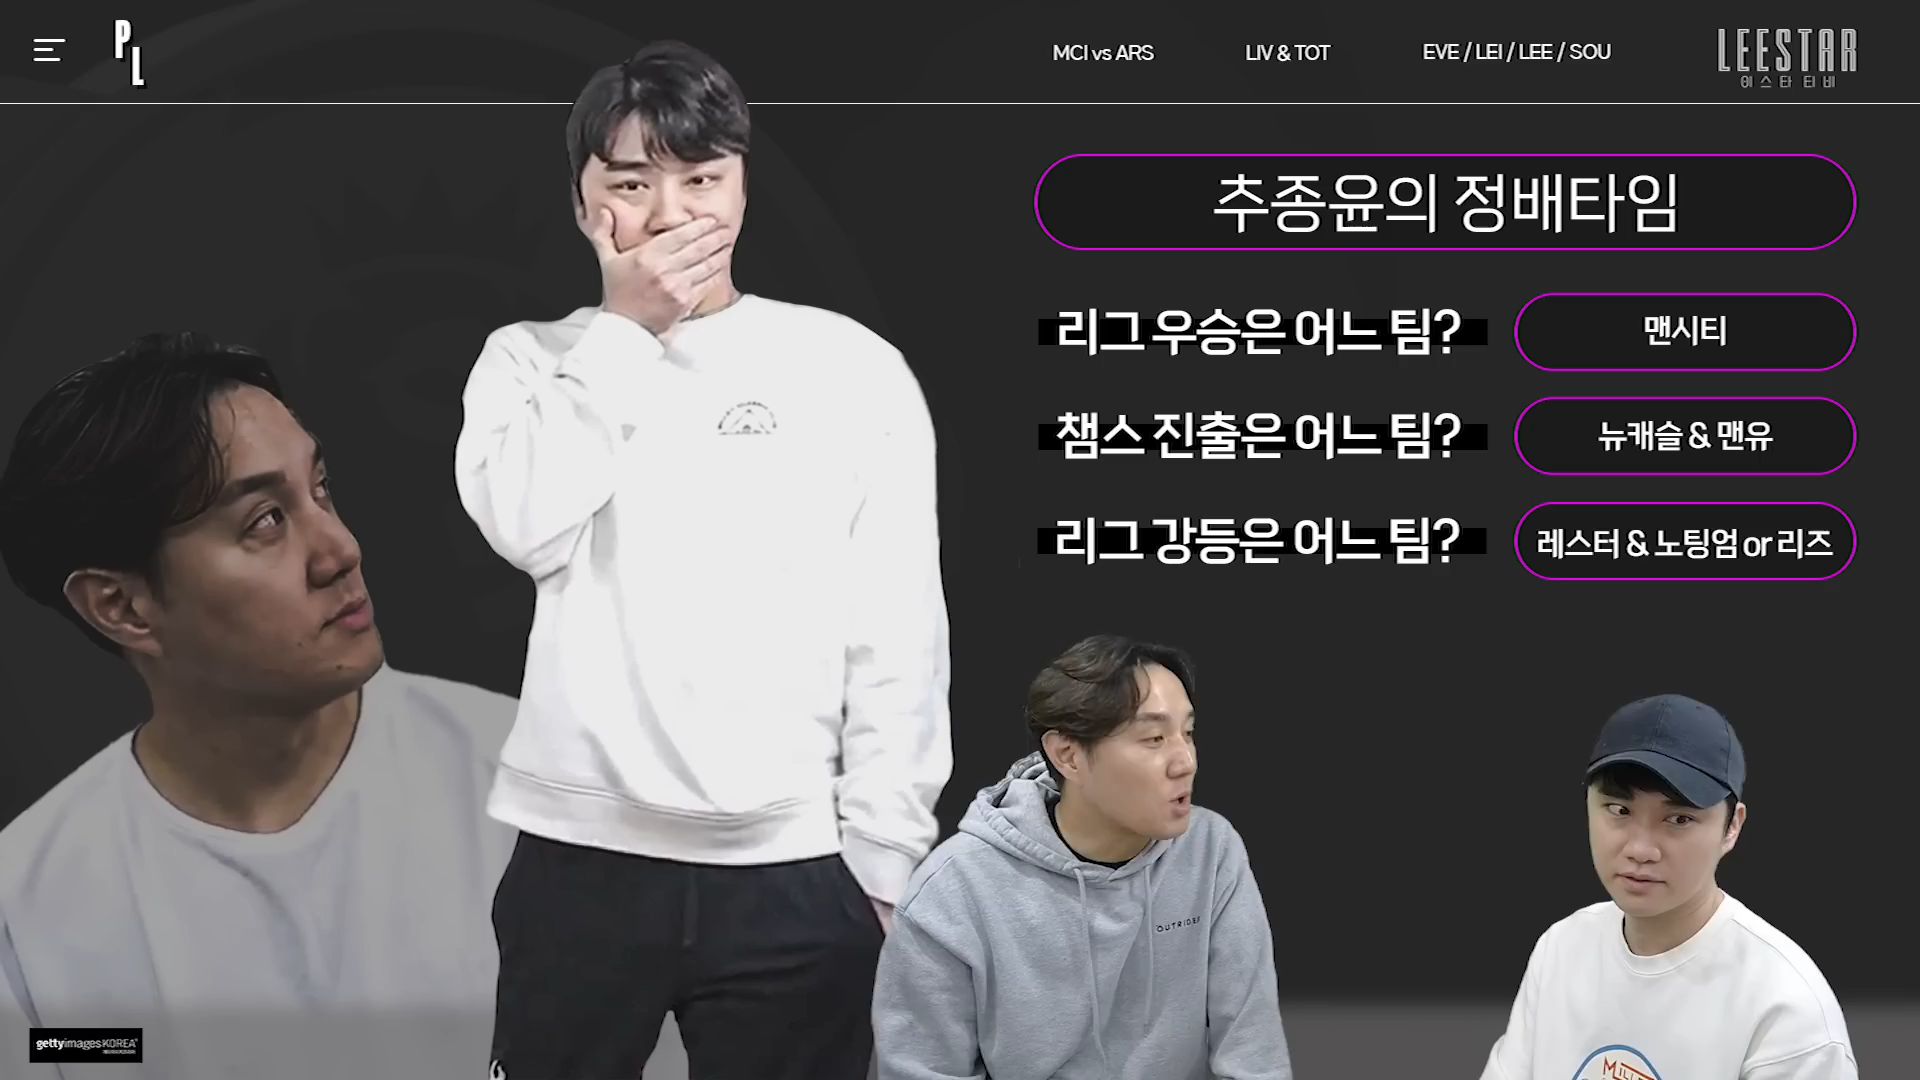 PL
MCI vs ARS
LIV & TOT
EVE / LEI / LEE / SOU
LEESTAR
이스타티비
추종윤의 정배타임
리그 우승은 어느 팀?
맨시티
챔스 진출은 어느 팀?
뉴캐슬 & 맨유
리그 강등은 어느 팀?
레스터 & 노팅엄 or 리즈
OUTRIDER
gettyimagesKOREA